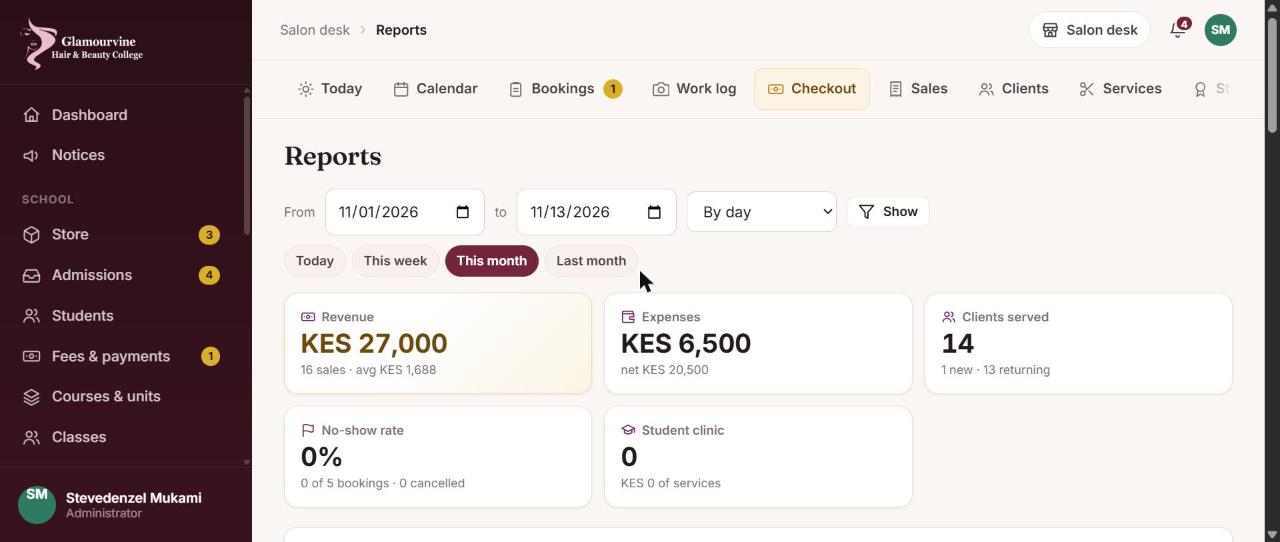 Glamourvine
Hair & Beauty College
Dashboard
Notices
SCHOOL
Store 3
Admissions 4
Students
Fees & payments 1
Courses & units
Classes
SM
Stevedenzel Mukami
Administrator
Salon desk > Reports
Salon desk
4
SM
Today Calendar Bookings 1 Work log Checkout Sales Clients Services St
Reports
From 11/01/2026 to 11/13/2026 By day Show
Today This week This month Last month
Revenue
KES 27,000
16 sales · avg KES 1,688
Expenses
KES 6,500
net KES 20,500
Clients served
14
1 new · 13 returning
No-show rate
0%
0 of 5 bookings · 0 cancelled
Student clinic
0
KES 0 of services